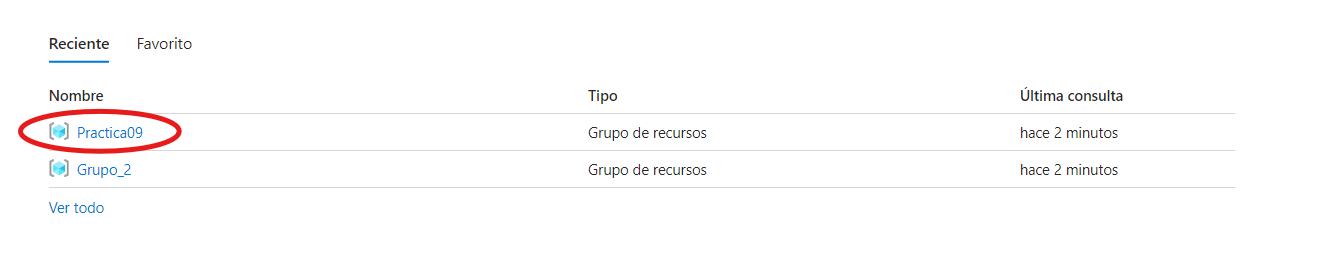 Reciente Favorito
Nombre Tipo Última consulta
Practica09 Grupo de recursos hace 2 minutos
Grupo_2 Grupo de recursos hace 2 minutos
Ver todo